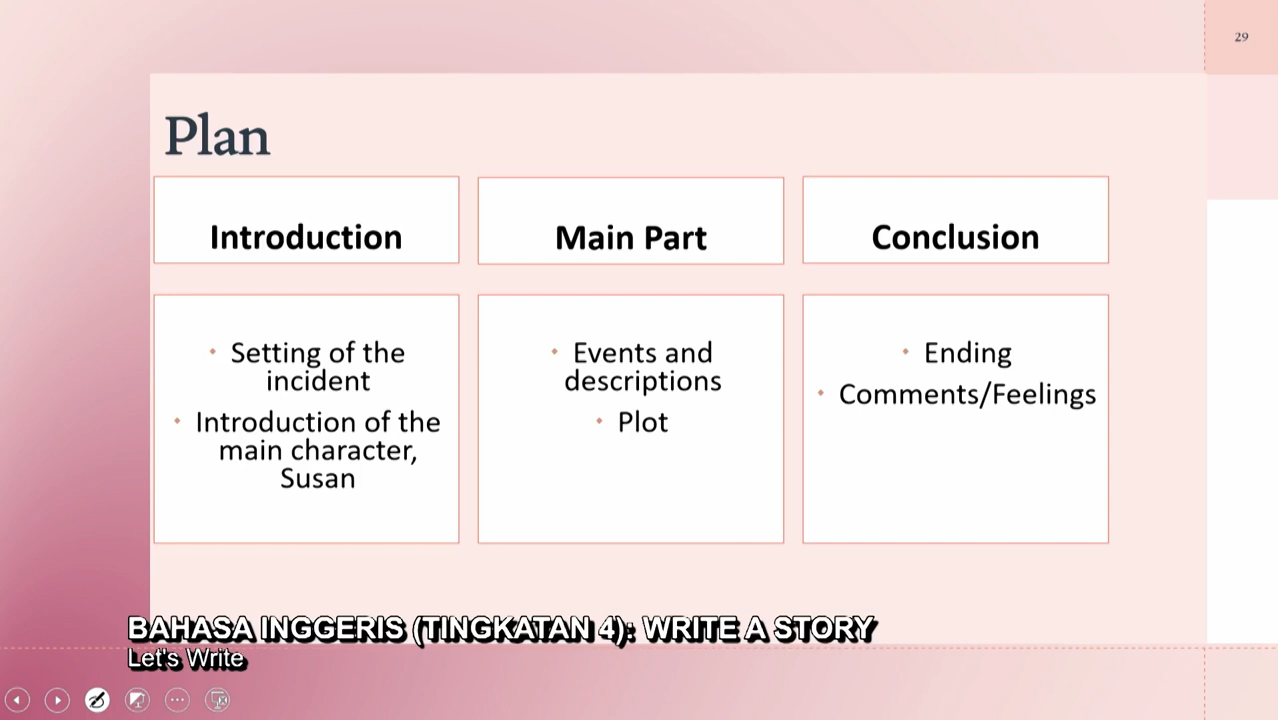 29
Plan
Introduction
Main Part
Conclusion
Setting of the
incident
Introduction of the
main character,
Susan
Events and
descriptions
Plot
Ending
Comments/Feelings
BAHASA INGGERIS (TINGKATAN 4): WRITE A STORY
Let's Write